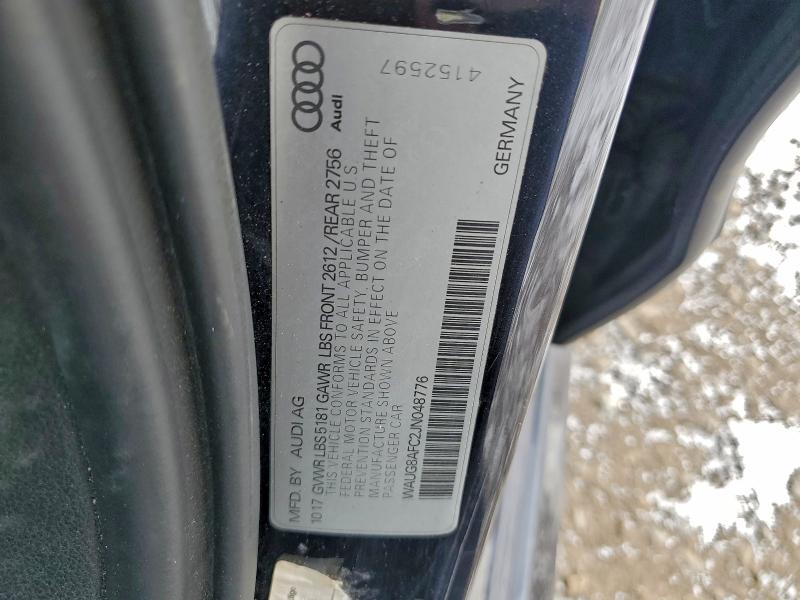 Audi
4152597
MFD. BY AUDI AG
10 17 GVWR LBS 5181 GAWR LBS FRONT 2612 / REAR 2756
THIS VEHICLE CONFORMS TO ALL APPLICABLE U.S.
FEDERAL MOTOR VEHICLE SAFETY, BUMPER AND THEFT
PREVENTION STANDARDS IN EFFECT ON THE DATE OF
MANUFACTURE SHOWN ABOVE
PASSENGER CAR
WAUG8AFC2JN048776
GERMANY